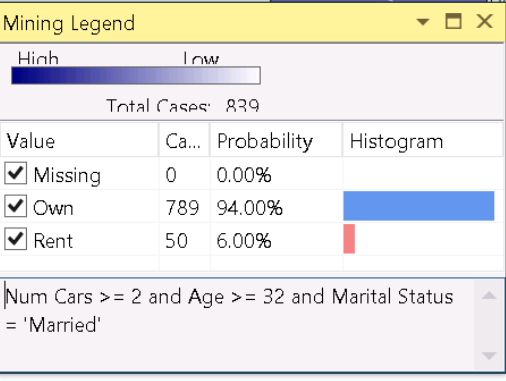 Mining Legend
High Low
Total Cases: 839
Value Ca... Probability Histogram
Missing 0 0.00%
Own 789 94.00%
Rent 50 6.00%
Num Cars >= 2 and Age >= 32 and Marital Status
= 'Married'